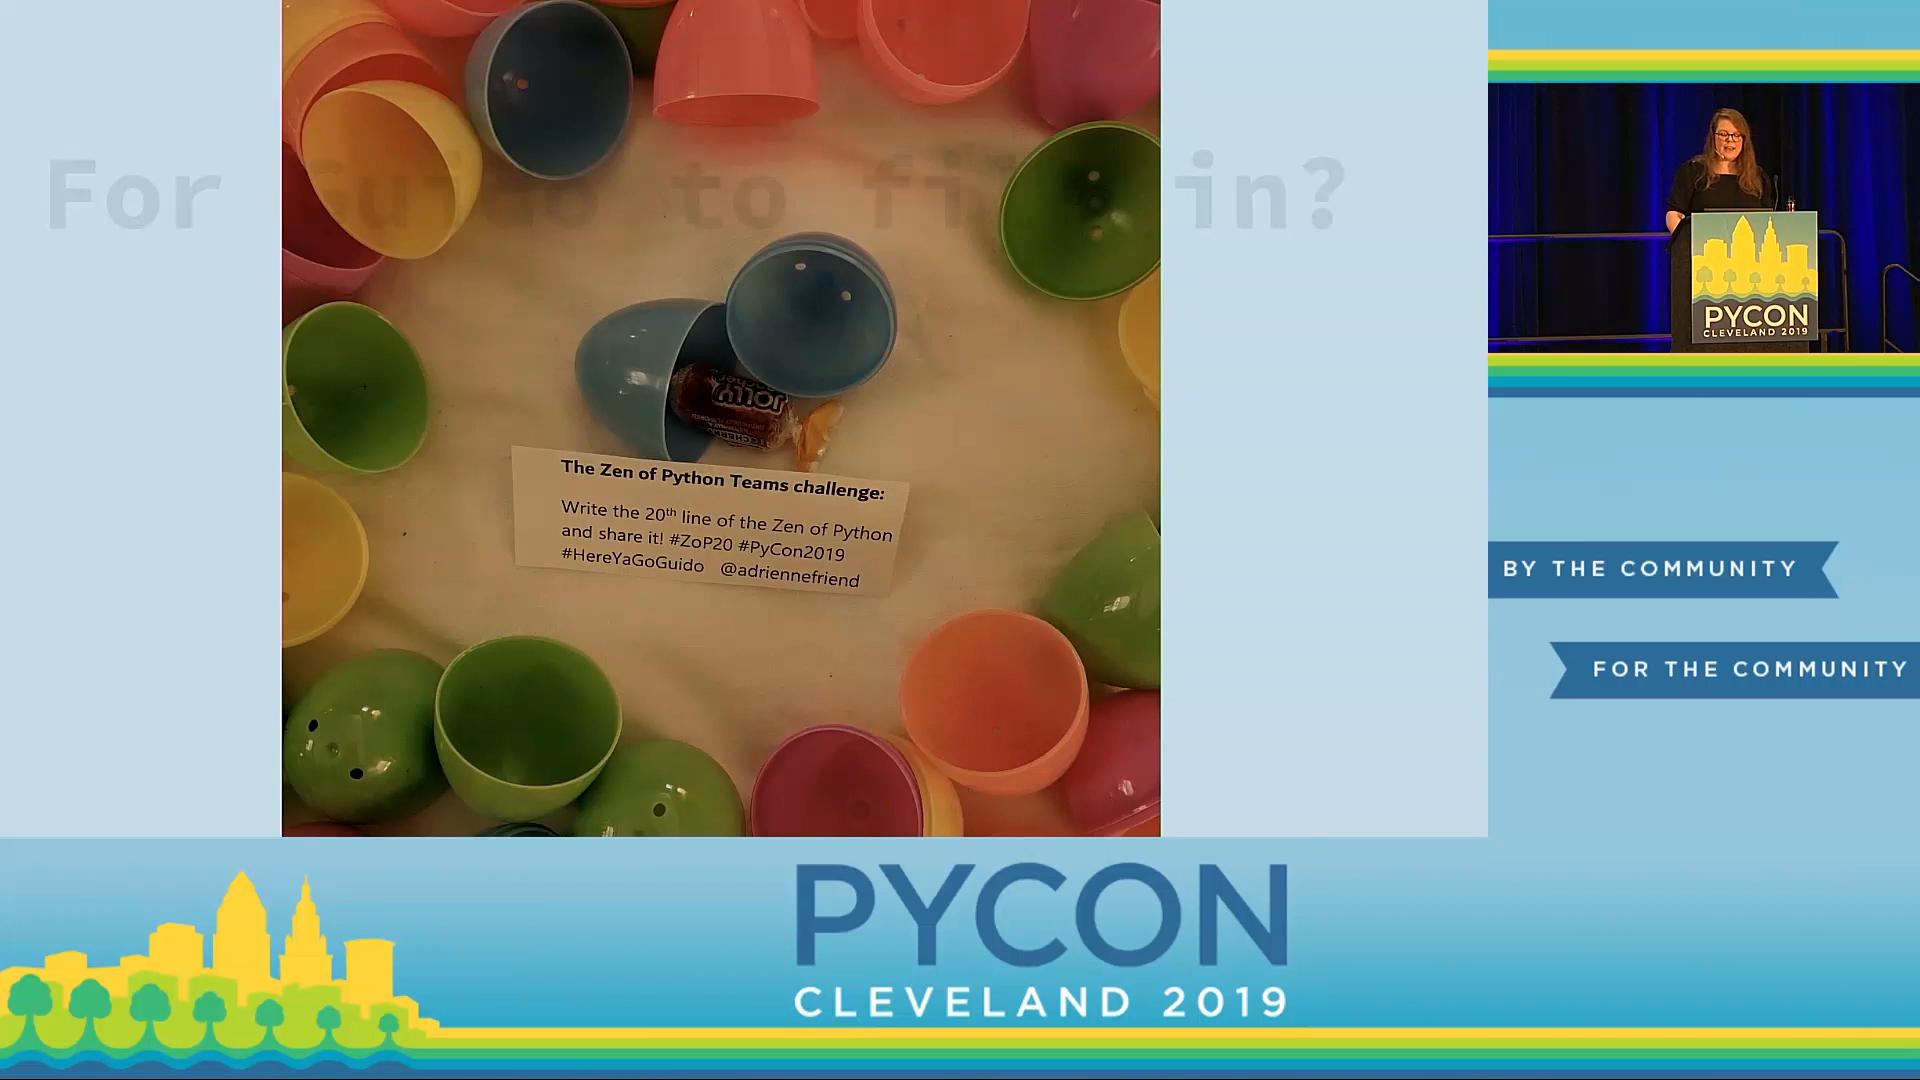 For Guido to fill in?
JOLLY
The Zen of Python Teams challenge:
Write the 20th line of the Zen of Python
and share it! #ZoP20 #PyCon2019
#HereYaGoGuido @adriennefriend
PYCON
CLEVELAND 2019
BY THE COMMUNITY
FOR THE COMMUNITY
PYCON
CLEVELAND 2019